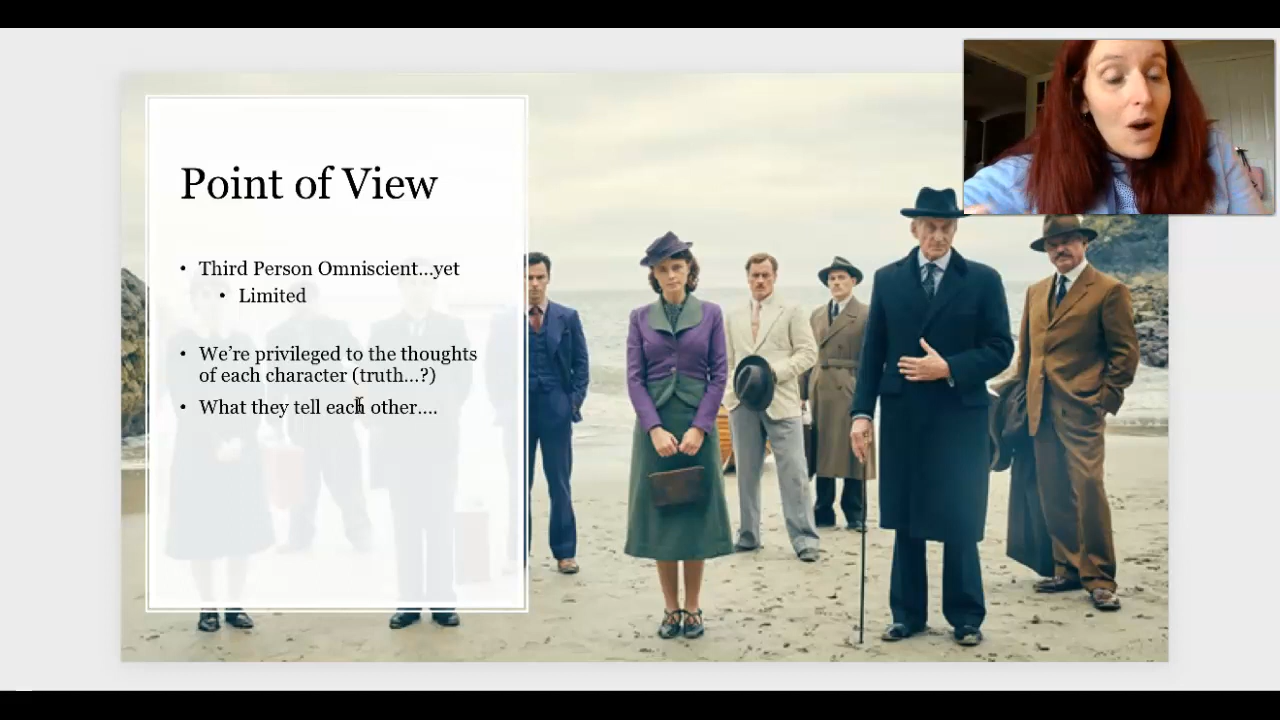 Point of View
• Third Person Omniscient...yet
• Limited
• We're privileged to the thoughts
of each character (truth...?)
• What they tell each other....